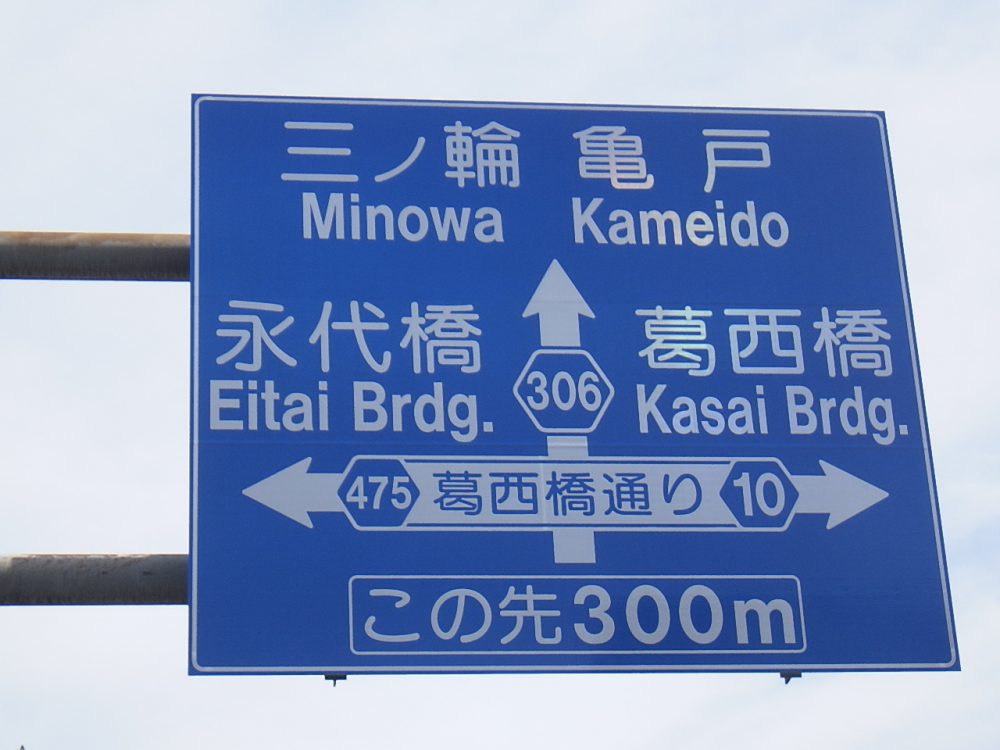 三ノ輪 亀戸
Minowa Kameido
永代橋 葛西橋
Eitai Brdg. 306 Kasai Brdg.
475 葛西橋通り 10
この先300m